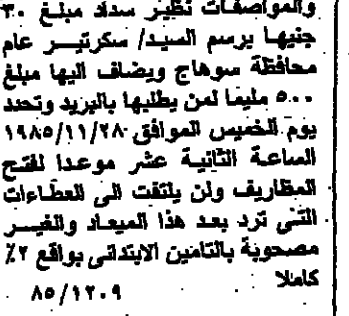 والمواصفات نظير سداد مبلغ ٣٠
جنيها برسم السيد/ سكرتير عام
محافظة سوهاج ويضاف اليها مبلغ
٥٠٠ مليما لمن يطلبها بالبريد وتحدد
يوم الخميس الموافق ١٩٨٥/١١/٢٨
الساعة الثانية عشر موعدا لفتح
المظاريف ولن يلتفت الى العطاءات
التى ترد بعد هذا الميعاد والغير
مصحوبة بالتامين الابتدائى بواقع ٢٪
كاملا
٨٥/١٢٠٩